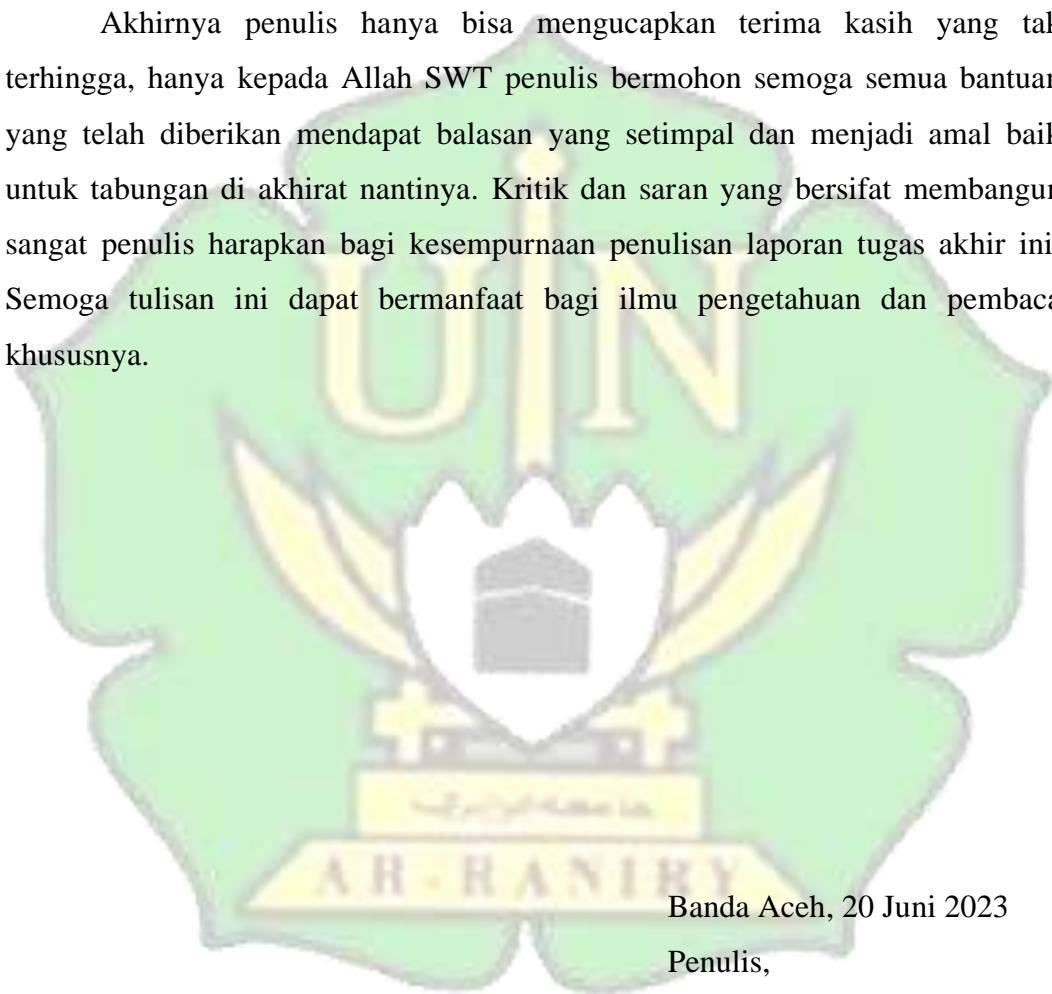 Akhirnya penulis hanya bisa mengucapkan terima kasih yang tak
terhingga, hanya kepada Allah SWT penulis bermohon semoga semua bantuan
yang telah diberikan mendapat balasan yang setimpal dan menjadi amal baik
untuk tabungan di akhirat nantinya. Kritik dan saran yang bersifat membangun
sangat penulis harapkan bagi kesempurnaan penulisan laporan tugas akhir ini
Semoga tulisan ini dapat bermanfaat bagi ilmu pengetahuan dan pembaca
khususnya.
UIN
جامعة الرانيري
AR-RANIRY
Banda Aceh, 20 Juni 2023
Penulis,